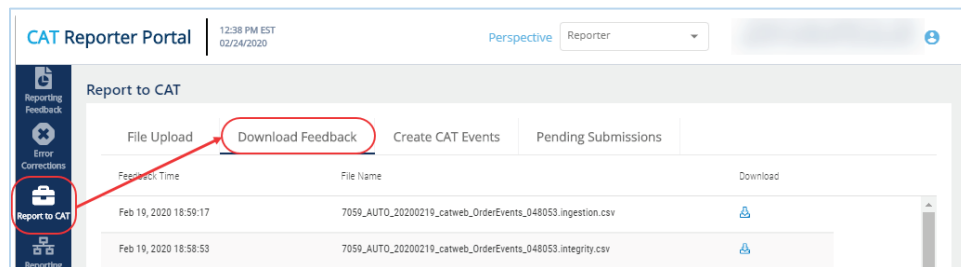 CAT Reporter Portal
12:38 PM EST
02/24/2020
Perspective
Reporter
Reporting
Feedback
Error
Corrections
Report to CAT
Reporting
Report to CAT
File Upload
Download Feedback
Create CAT Events
Pending Submissions
Feedback Time
File Name
Download
Feb 19, 2020 18:59:17
7059_AUTO_20200219_catweb_OrderEvents_048053.ingestion.csv
Feb 19, 2020 18:58:53
7059_AUTO_20200219_catweb_OrderEvents_048053.integrity.csv